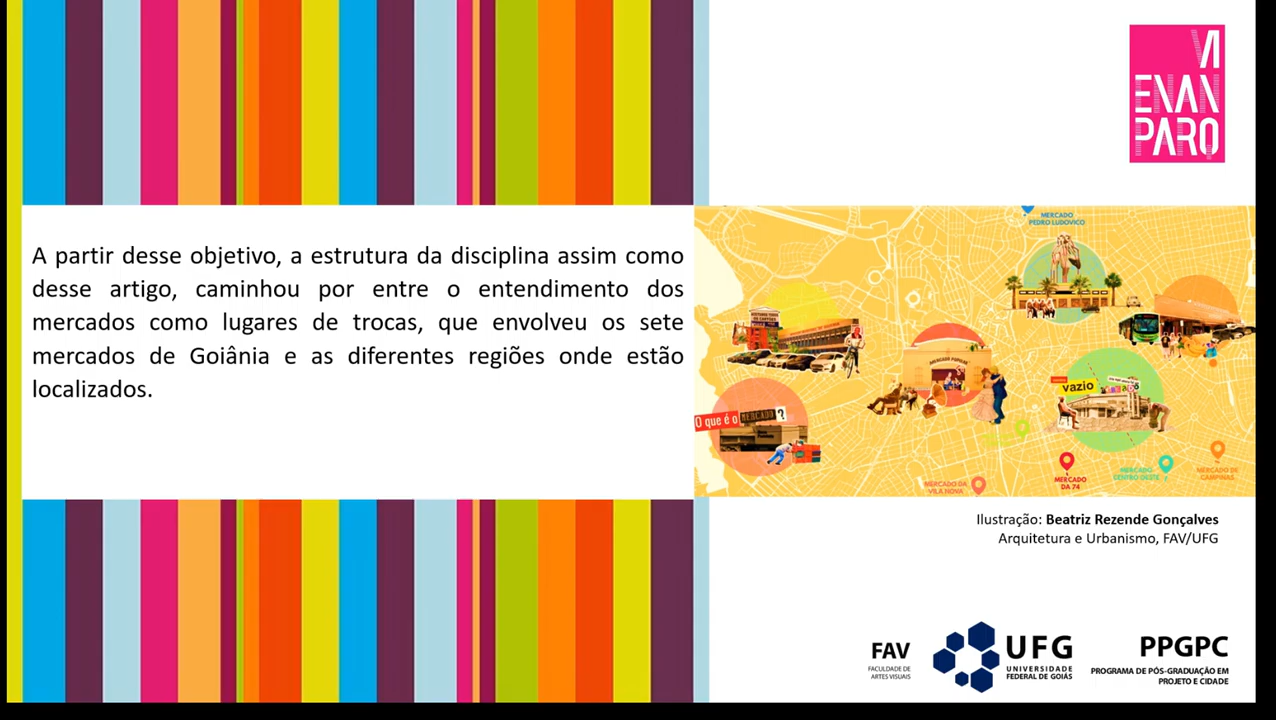 VI
ENAN
PARQ
A partir desse objetivo, a estrutura da disciplina assim como
desse artigo, caminhou por entre o entendimento dos
mercados como lugares de trocas, que envolveu os sete
mercados de Goiânia e as diferentes regiões onde estão
localizados.
MERCADO
PEDRO LUDOVICO
MERCADO POPULAR
vazio
O que é o MERCADO ?
MERCADO DA
VILA NOVA
MERCADO
DA 74
MERCADO
CENTRO OESTE
MERCADO DE
CAMPINAS
Ilustração: Beatriz Rezende Gonçalves
Arquitetura e Urbanismo, FAV/UFG
FAV
FACULDADE DE
ARTES VISUAIS
UFG
UNIVERSIDADE
FEDERAL DE GOIÁS
PPGPC
PROGRAMA DE PÓS-GRADUAÇÃO EM
PROJETO E CIDADE